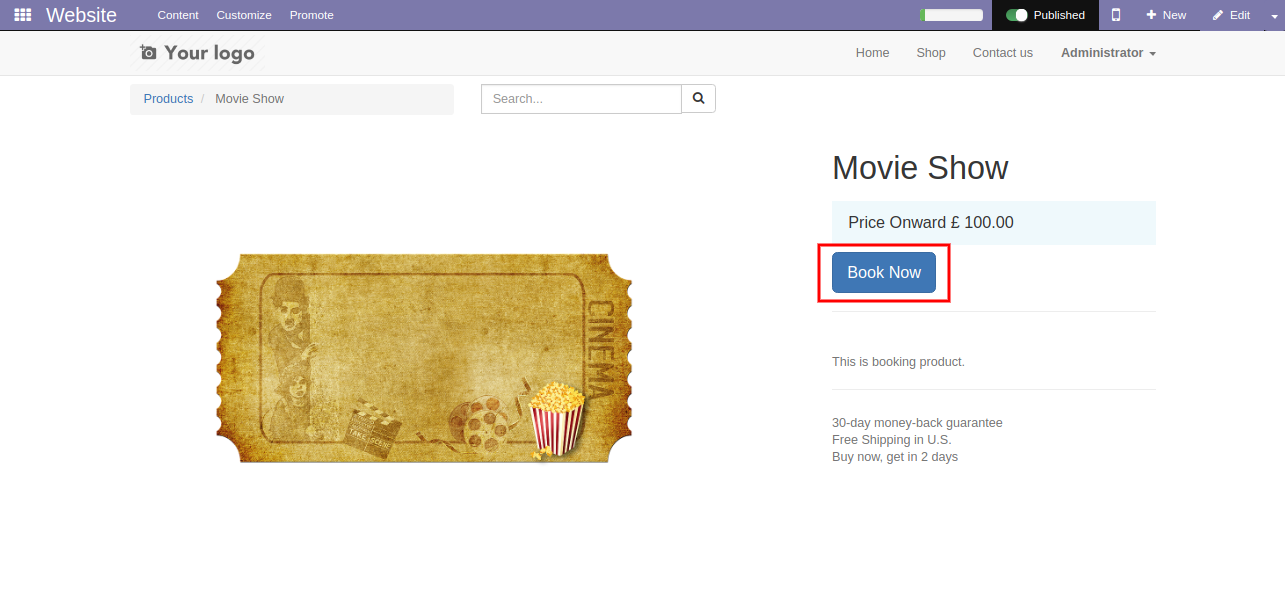 Website Content Customize Promote Published New Edit
Your logo Home Shop Contact us Administrator
Products / Movie Show Search...
Movie Show
Price Onward £ 100.00
Book Now
CINEMA
TAKE SCENE
This is booking product.
30-day money-back guarantee
Free Shipping in U.S.
Buy now, get in 2 days